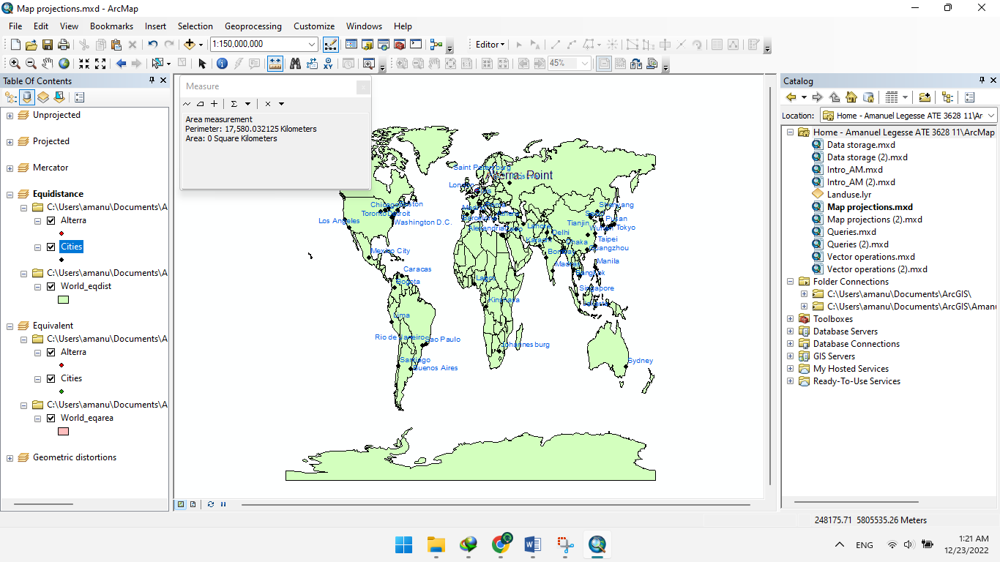 Map projections.mxd - ArcMap
File Edit View Bookmarks Insert Selection Geoprocessing Customize Windows Help
1:150,000,000
Editor
45%
Table Of Contents
Unprojected
Projected
Mercator
Equidistance
C:\Users\amanu\Documents\A
Alterra
Cities
C:\Users\amanu\Documents\A
World_eqdist
Equivalent
C:\Users\amanu\Documents\A
Alterra
Cities
C:\Users\amanu\Documents\A
World_eqarea
Geometric distortions
Measure
Area measurement
Perimeter: 17,580.032125 Kilometers
Area: 0 Square Kilometers
Saint Petersburg
Alterra Point
London
Chicago
Boston
Toronto
Detroit
Los Angeles
Washington D.C.
Mexico City
Caracas
Bogota
Lima
Rio de Janeiro
Sao Paulo
Santiago
Buenos Aires
Madrid
Barcelona
Alexandria
Lagos
Kinshasa
Johannesburg
Lahore
Delhi
Karachi
Dhaka
Bombay
Madras
Bangkok
Singapore
Jakarta
Shenyang
Pusan
Tianjin
Wuhan
Tokyo
Taipei
Guangzhou
Manila
Sydney
Catalog
Location: Home - Amanuel Legesse ATE 3628 11\Ar
Home - Amanuel Legesse ATE 3628 11\ArcMap
Data storage.mxd
Data storage (2).mxd
Intro_AM.mxd
Intro_AM (2).mxd
Landuse.lyr
Map projections.mxd
Map projections (2).mxd
Queries.mxd
Queries (2).mxd
Vector operations.mxd
Vector operations (2).mxd
Folder Connections
C:\Users\amanu\Documents\ArcGIS\
C:\Users\amanu\Documents\ArcGIS\Amanu
Toolboxes
Database Servers
Database Connections
GIS Servers
My Hosted Services
Ready-To-Use Services
248175.71 5805535.26 Meters
ENG
1:21 AM
12/23/2022